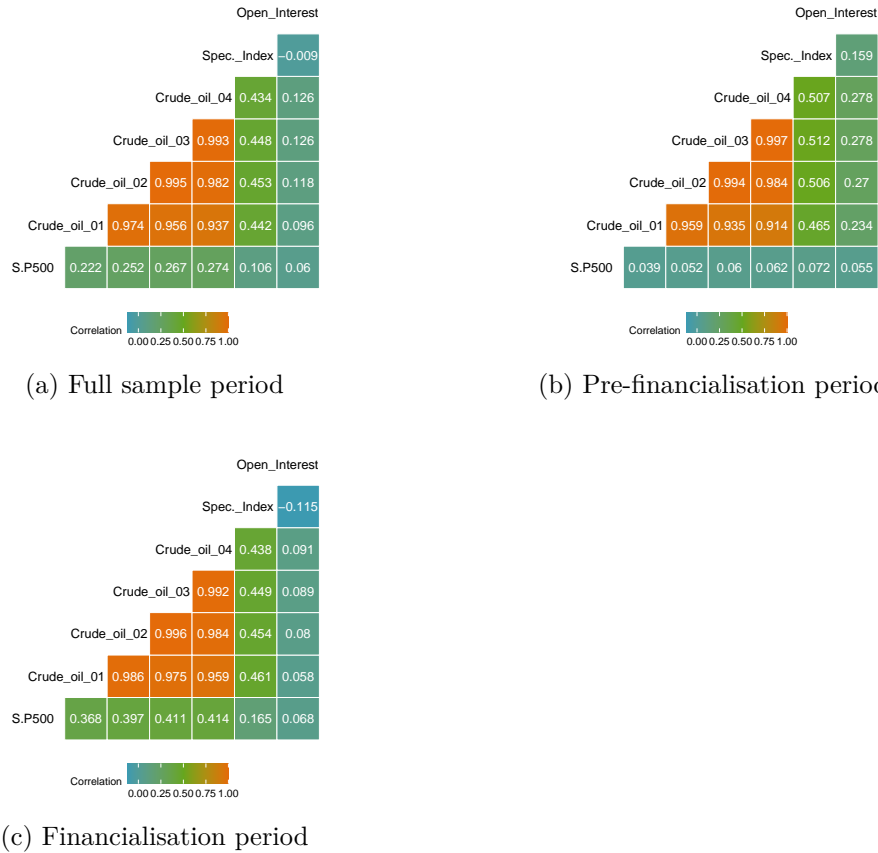 Open_Interest
Spec._Index −0.009
Crude_oil_04 0.434 0.126
Crude_oil_03 0.993 0.448 0.126
Crude_oil_02 0.995 0.982 0.453 0.118
Crude_oil_01 0.974 0.956 0.937 0.442 0.096
S.P500 0.222 0.252 0.267 0.274 0.106 0.06
Correlation
0.00 0.25 0.50 0.75 1.00
(a) Full sample period
Open_Interest
Spec._Index 0.159
Crude_oil_04 0.507 0.278
Crude_oil_03 0.997 0.512 0.278
Crude_oil_02 0.994 0.984 0.506 0.27
Crude_oil_01 0.959 0.935 0.914 0.465 0.234
S.P500 0.039 0.052 0.06 0.062 0.072 0.055
Correlation
0.00 0.25 0.50 0.75 1.00
(b) Pre-financialisation period
Open_Interest
Spec._Index −0.115
Crude_oil_04 0.438 0.091
Crude_oil_03 0.992 0.449 0.089
Crude_oil_02 0.996 0.984 0.454 0.08
Crude_oil_01 0.986 0.975 0.959 0.461 0.058
S.P500 0.368 0.397 0.411 0.414 0.165 0.068
Correlation
0.00 0.25 0.50 0.75 1.00
(c) Financialisation period